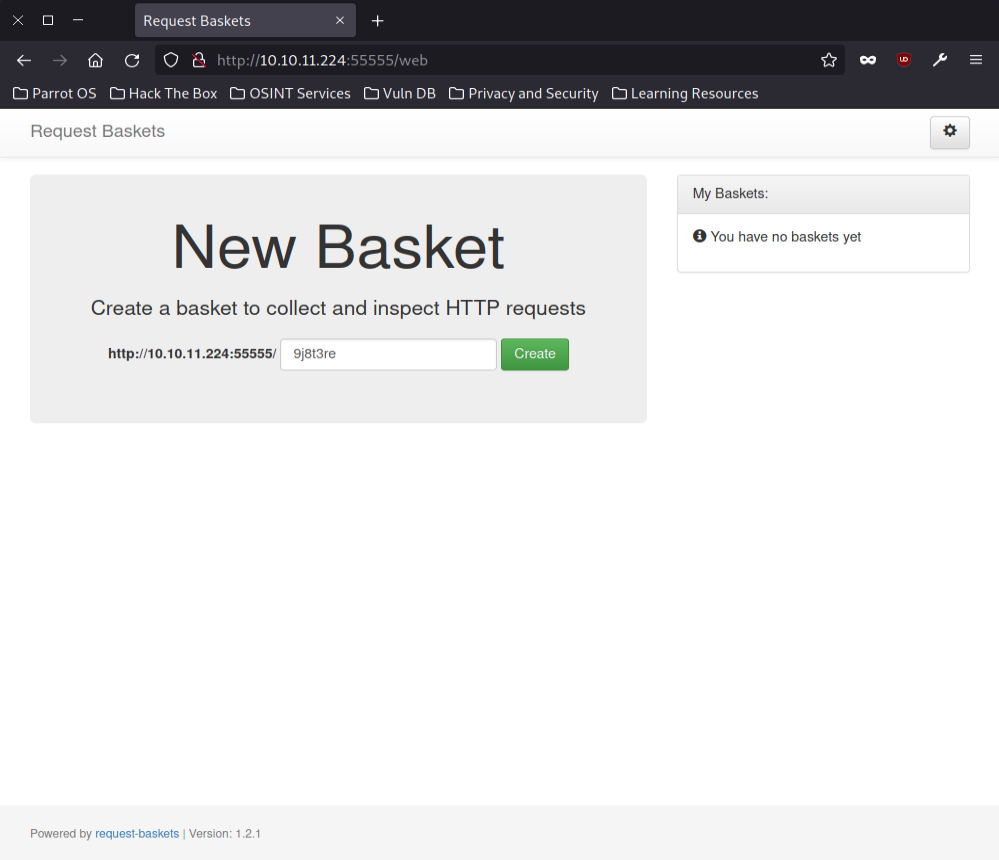 Request Baskets
http://10.10.11.224:55555/web
Parrot OS Hack The Box OSINT Services Vuln DB Privacy and Security Learning Resources
Request Baskets
New Basket
Create a basket to collect and inspect HTTP requests
http://10.10.11.224:55555/ 9j8t3re Create
My Baskets:
You have no baskets yet
Powered by request-baskets | Version: 1.2.1